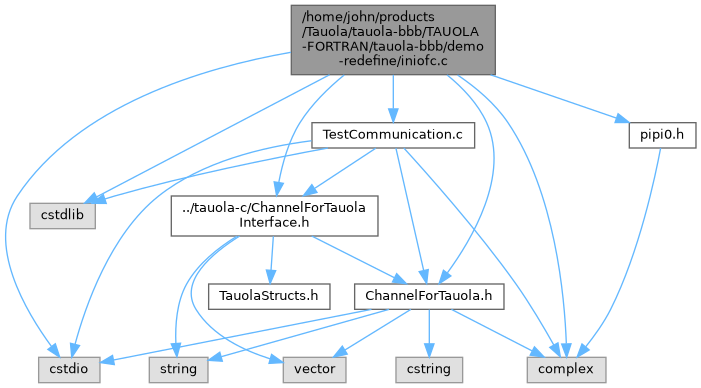 /home/john/products
/Tauola/tauola-bbb/TAUOLA
-FORTRAN/tauola-bbb/demo
-redefine/iniofc.c
TestCommunication.c
pipi0.h
cstdlib
../tauola-c/ChannelForTauola
Interface.h
TauolaStructs.h
ChannelForTauola.h
cstdio
string
vector
cstring
complex